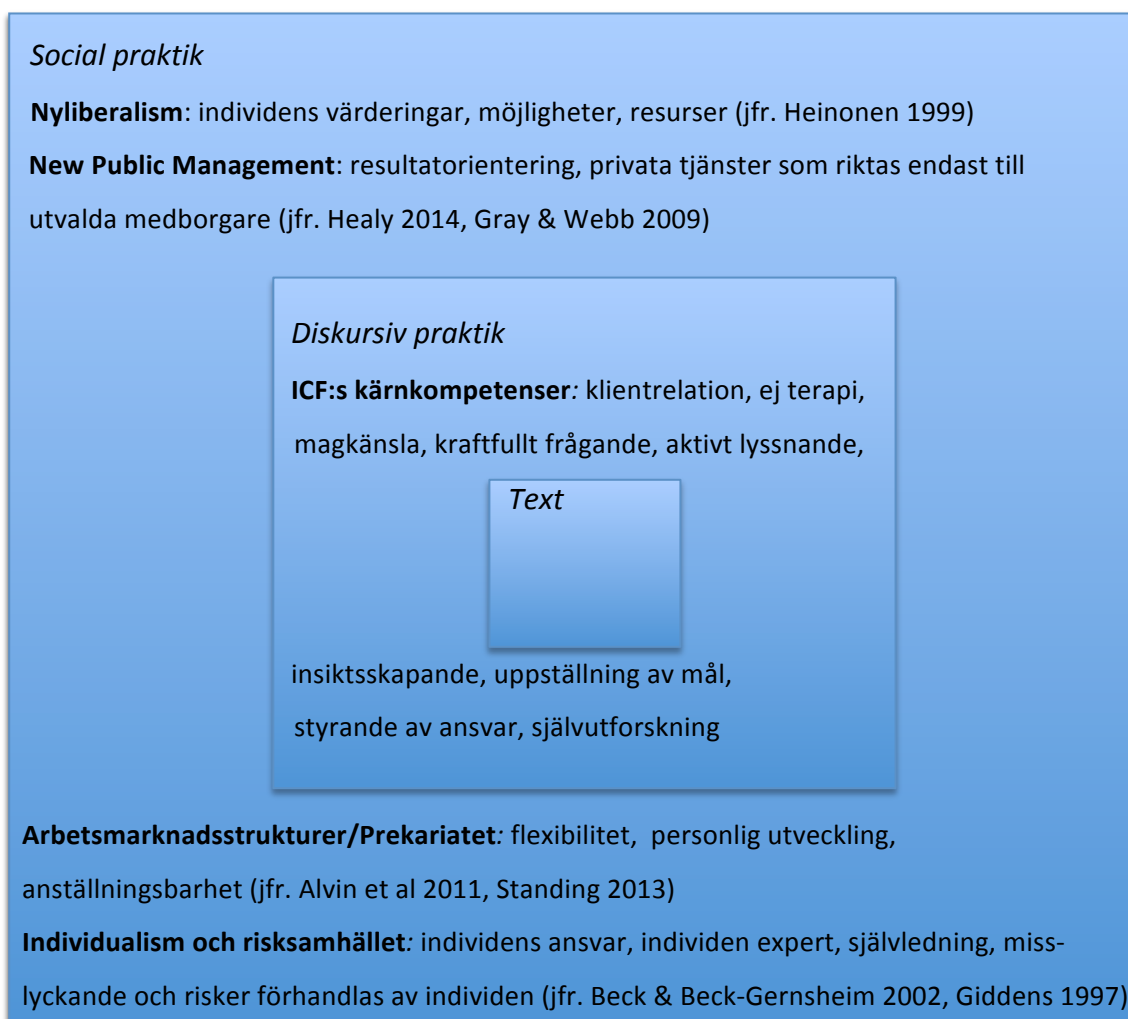 Social praktik
Nyliberalism: individens värderingar, möjligheter, resurser (jfr. Heinonen 1999)
New Public Management: resultatorientering, privata tjänster som riktas endast till
utvalda medborgare (jfr. Healy 2014, Gray & Webb 2009)
Diskursiv praktik
ICF:s kärnkompetenser: klientrelation, ej terapi,
magkänsla, kraftfullt frågande, aktivt lyssnande,
Text
insiktsskapande, uppställning av mål,
styrande av ansvar, självutforskning
Arbetsmarknadsstrukturer/Prekariatet: flexibilitet, personlig utveckling,
anställningsbarhet (jfr. Alvin et al 2011, Standing 2013)
Individualism och risksamhället: individens ansvar, individen expert, självledning, miss-
lyckande och risker förhandlas av individen (jfr. Beck & Beck-Gernsheim 2002, Giddens 1997)